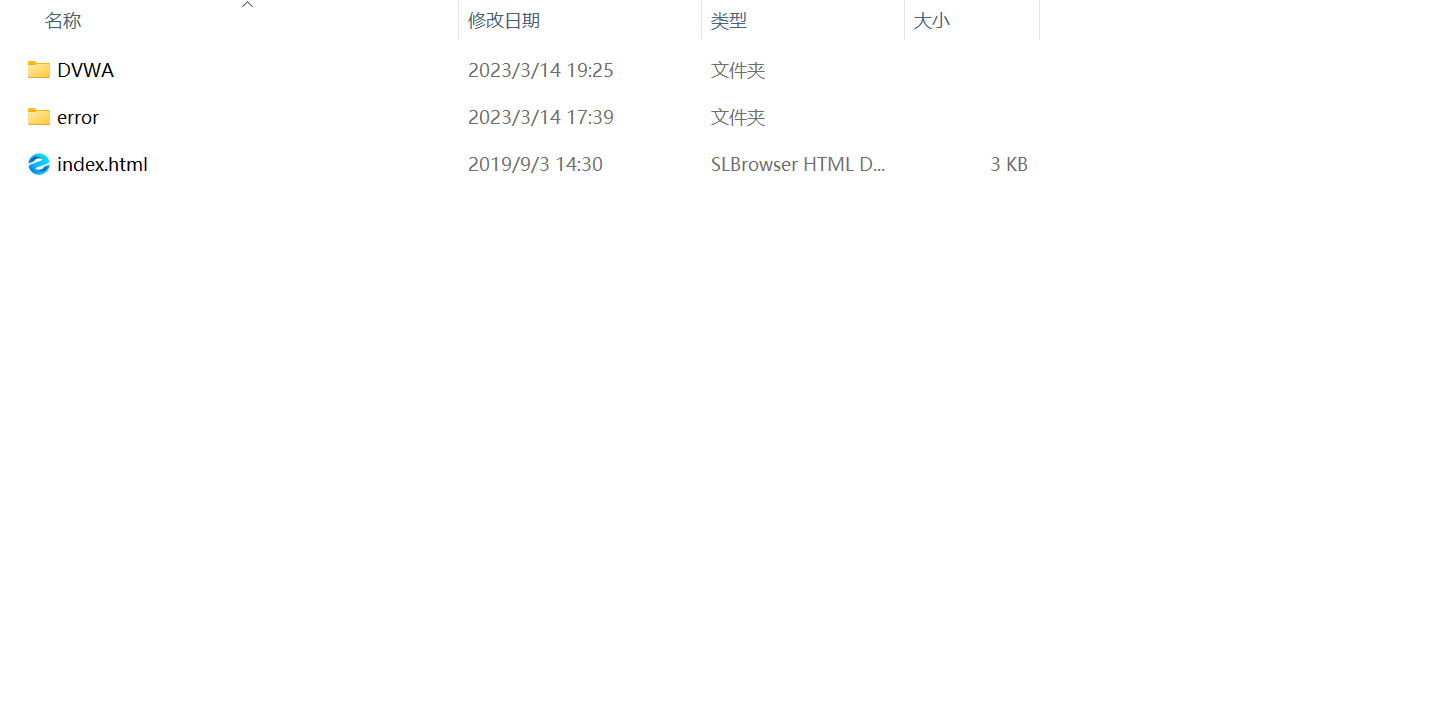 名称 修改日期 类型 大小
DVWA 2023/3/14 19:25 文件夹
error 2023/3/14 17:39 文件夹
index.html 2019/9/3 14:30 SLBrowser HTML D... 3 KB